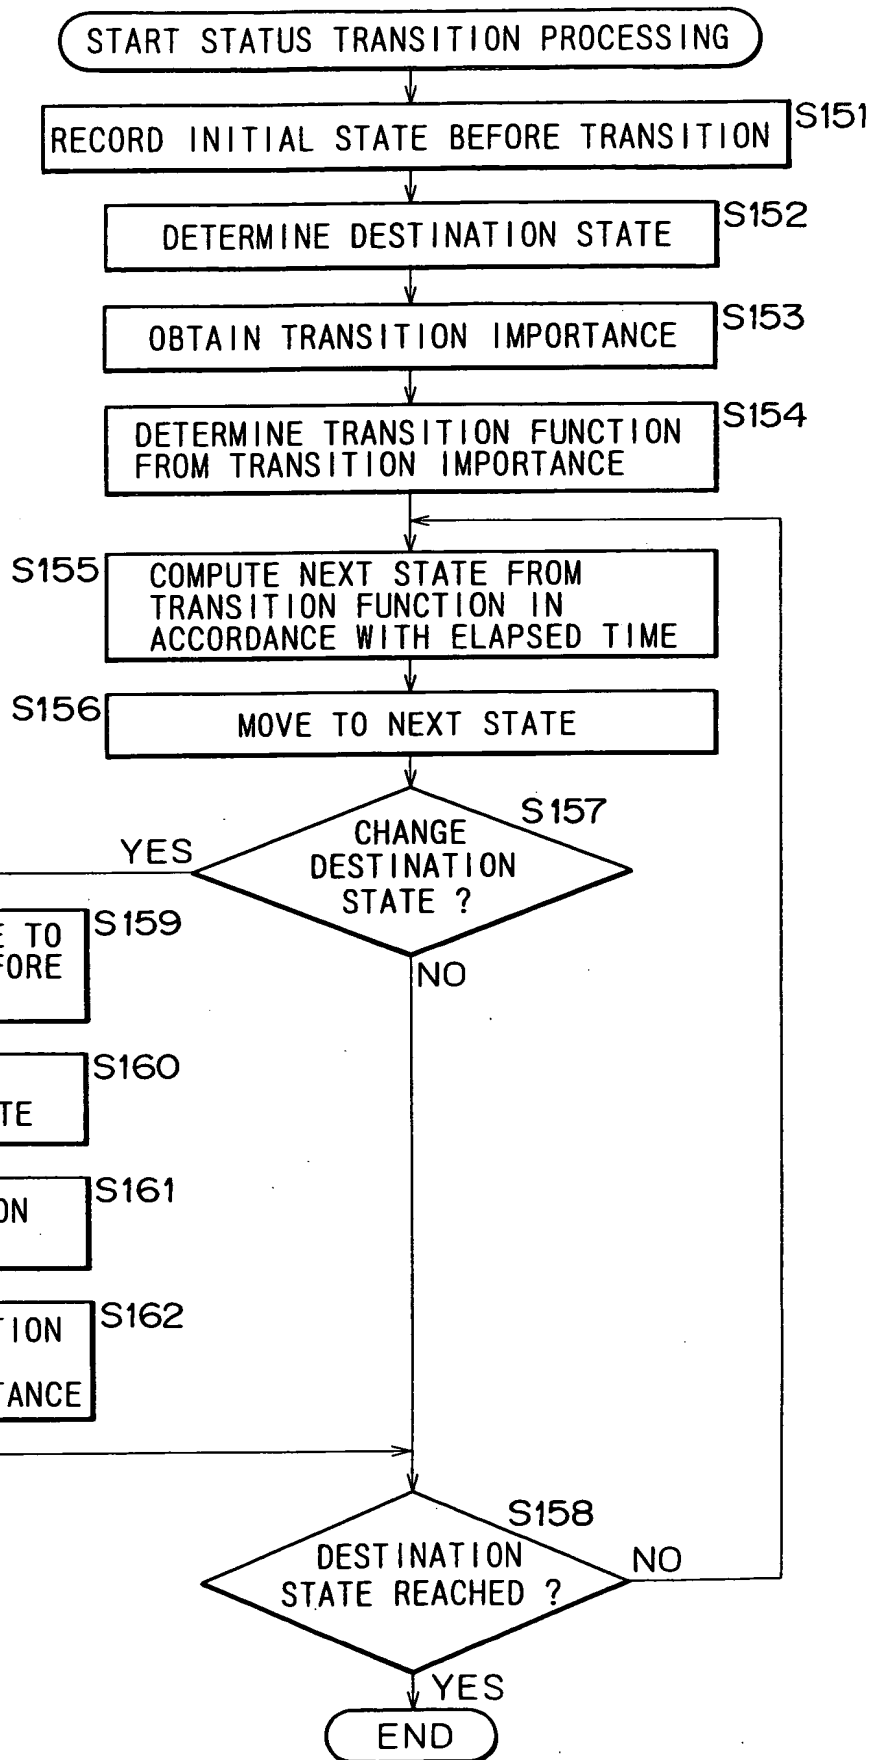 START STATUS TRANSITION PROCESSING
S151
RECORD INITIAL STATE BEFORE TRANSITION
S152
DETERMINE DESTINATION STATE
S153
OBTAIN TRANSITION IMPORTANCE
S154
DETERMINE TRANSITION FUNCTION
FROM TRANSITION IMPORTANCE
S155
COMPUTE NEXT STATE FROM
TRANSITION FUNCTION IN
ACCORDANCE WITH ELAPSED TIME
S156
MOVE TO NEXT STATE
S157
CHANGE
DESTINATION
STATE ?
YES
NO
S159
TO
S160
S161
S162
S158
DESTINATION
STATE REACHED ?
NO
YES
END